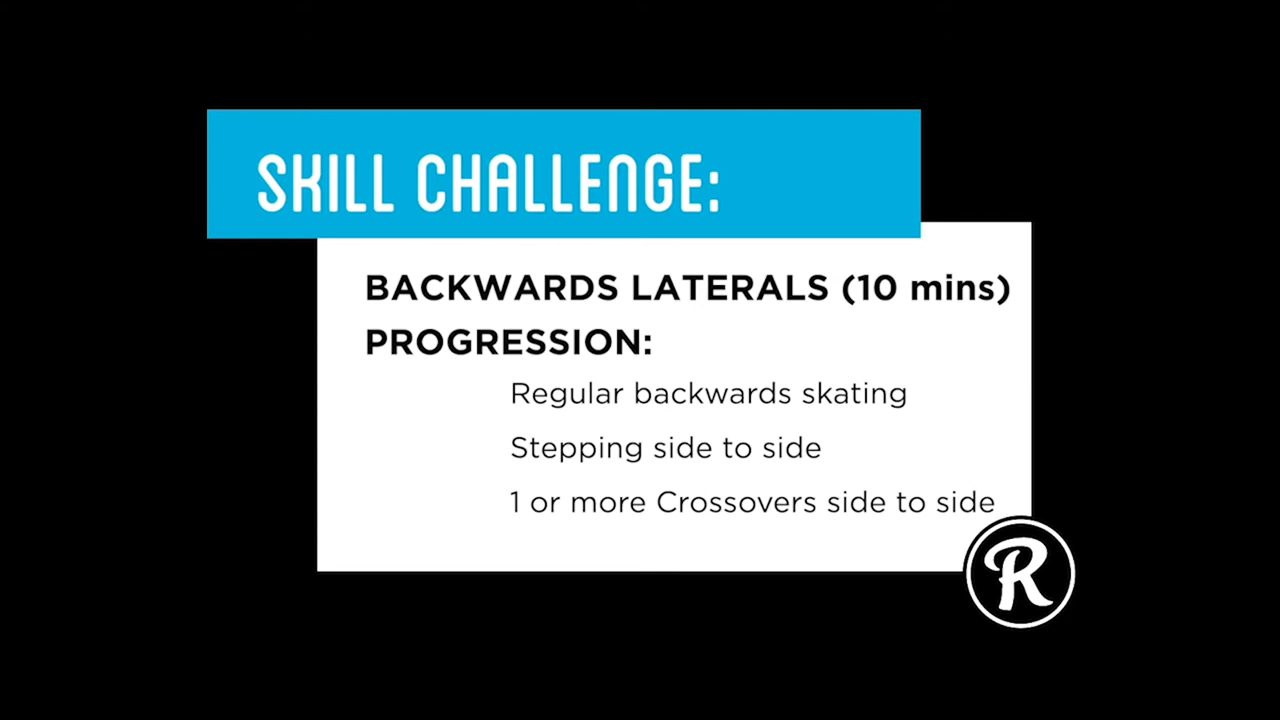 SKILL CHALLENGE:
BACKWARDS LATERALS (10 mins)
PROGRESSION:
Regular backwards skating
Stepping side to side
1 or more Crossovers side to side
R